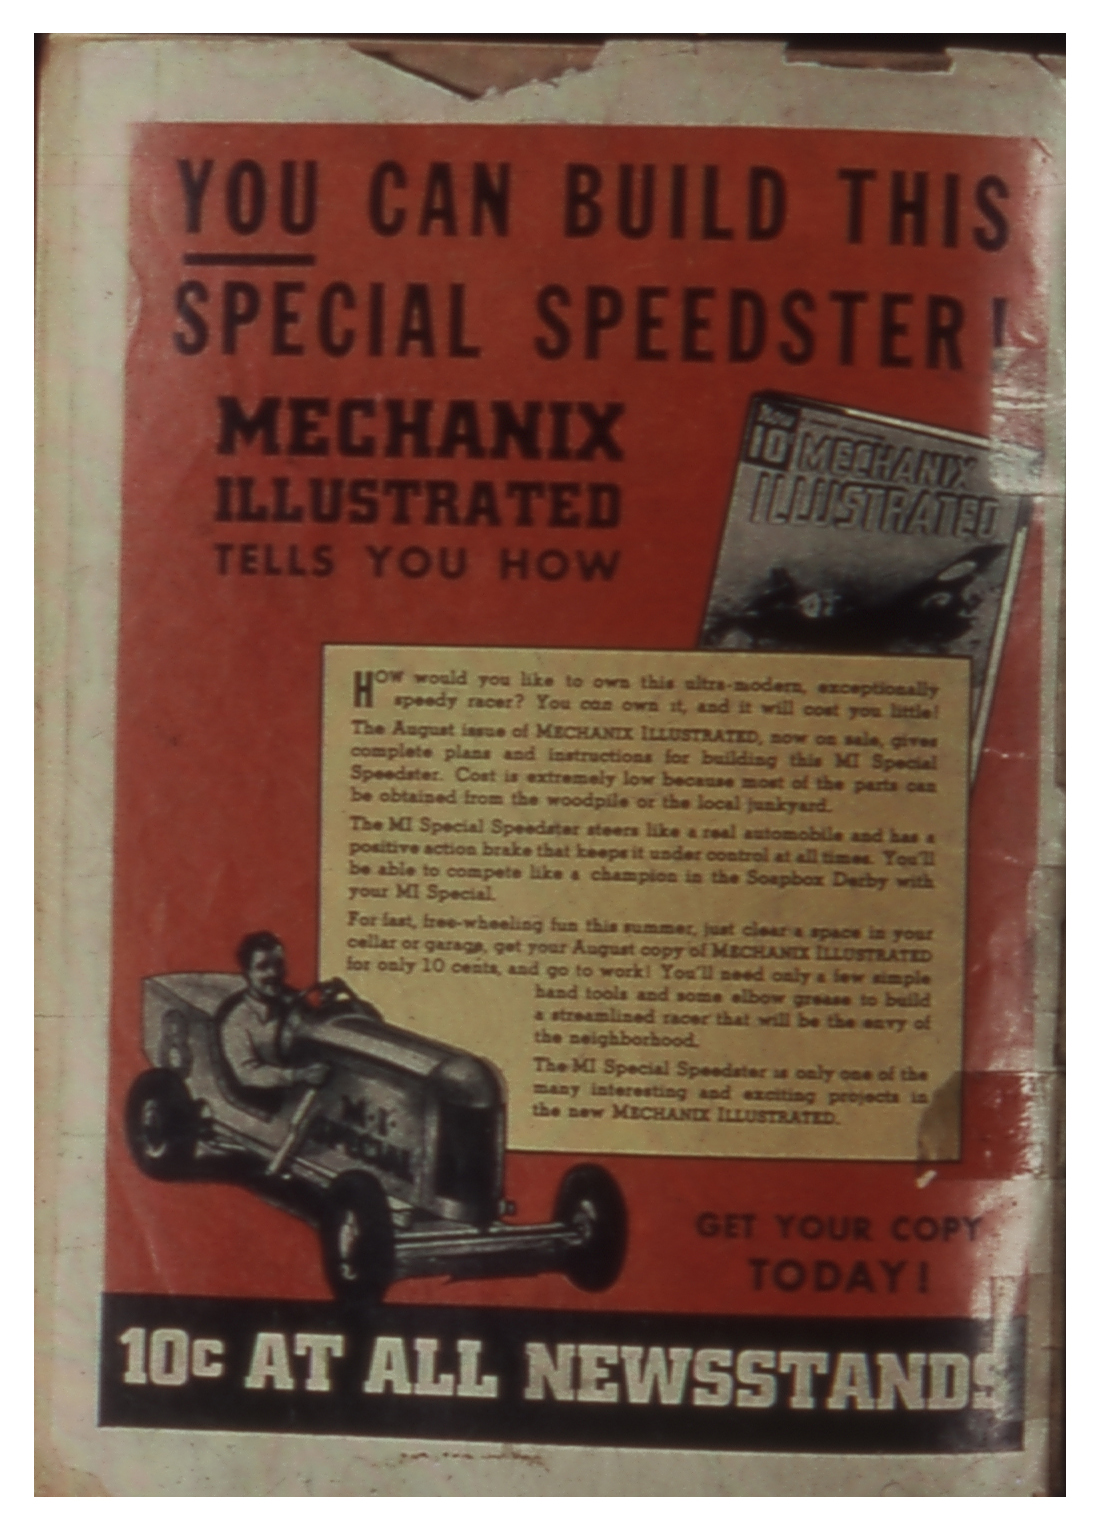 YOU CAN BUILD THIS
SPECIAL SPEEDSTER!
MECHANIX
ILLUSTRATED
TELLS YOU HOW
Now
10 MECHANIX
ILLUSTRATED
HOW would you like to own this ultra-modern, exceptionally
speedy racer? You can own it, and it will cost you little!
The August issue of MECHANIX ILLUSTRATED, now on sale, gives
complete plans and instructions for building this MI Special
Speedster. Cost is extremely low because most of the parts can
be obtained from the woodpile or the local junkyard.
The MI Special Speedster steers like a real automobile and has a
positive action brake that keeps it under control at all times. You'll
be able to compete like a champion in the Soapbox Derby with
your MI Special.
For fast, free-wheeling fun this summer, just clear a space in your
cellar or garage, get your August copy of MECHANIX ILLUSTRATED
for only 10 cents, and go to work! You'll need only a few simple
hand tools and some elbow grease to build
a streamlined racer that will be the envy of
the neighborhood.
The MI Special Speedster is only one of the
many interesting and exciting projects in
the new MECHANIX ILLUSTRATED.
8
M·I·
SPECIAL
GET YOUR COPY
TODAY!
10c AT ALL NEWSSTANDS